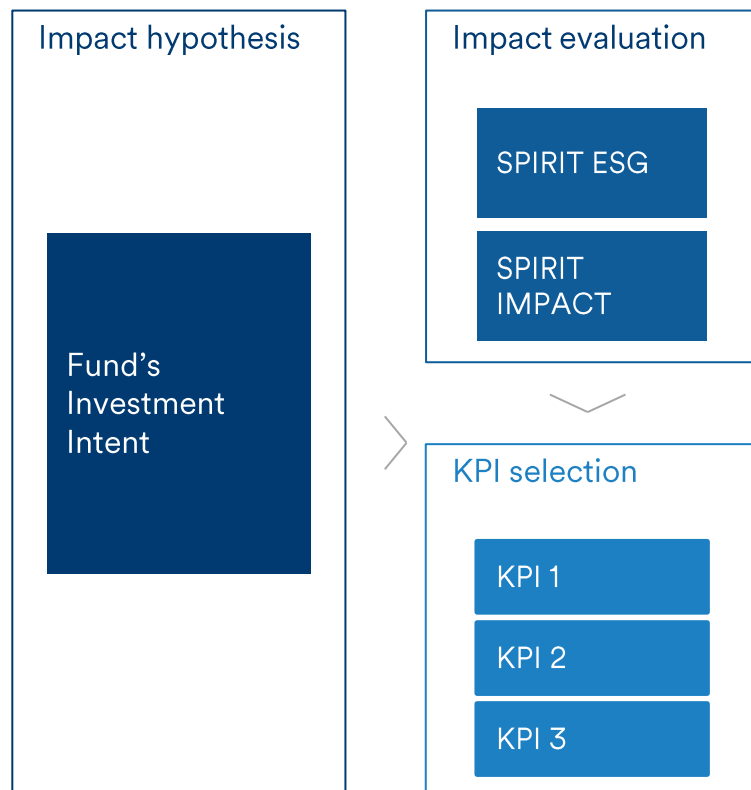 Impact hypothesis
Fund’s
Investment
Intent
Impact evaluation
SPIRIT ESG
SPIRIT
IMPACT
KPI selection
KPI 1
KPI 2
KPI 3